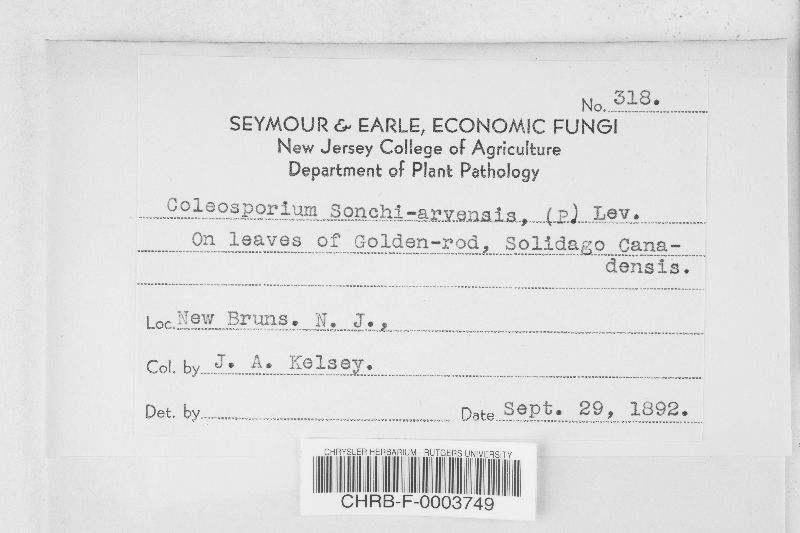 No. 318.
SEYMOUR & EARLE, ECONOMIC FUNGI
New Jersey College of Agriculture
Department of Plant Pathology
Coleosporium Sonchi-arvensis, (P.) Lev.
On leaves of Golden-rod, Solidago Cana-
densis.
Loc. New Bruns. N. J.,
Col. by J. A. Kelsey.
Det. by
Date Sept. 29, 1892.
CHRYSLER HERBARIUM RUTGERS UNIVERSITY
CHRB-F-0003749